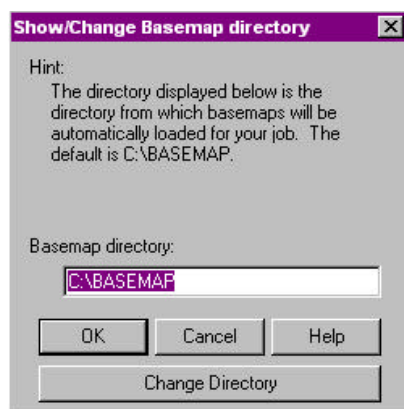 Show/Change Basemap directory
Hint:
The directory displayed below is the
directory from which basemaps will be
automatically loaded for your job. The
default is C:\BASEMAP.
Basemap directory:
C:\BASEMAP
OK Cancel Help
Change Directory